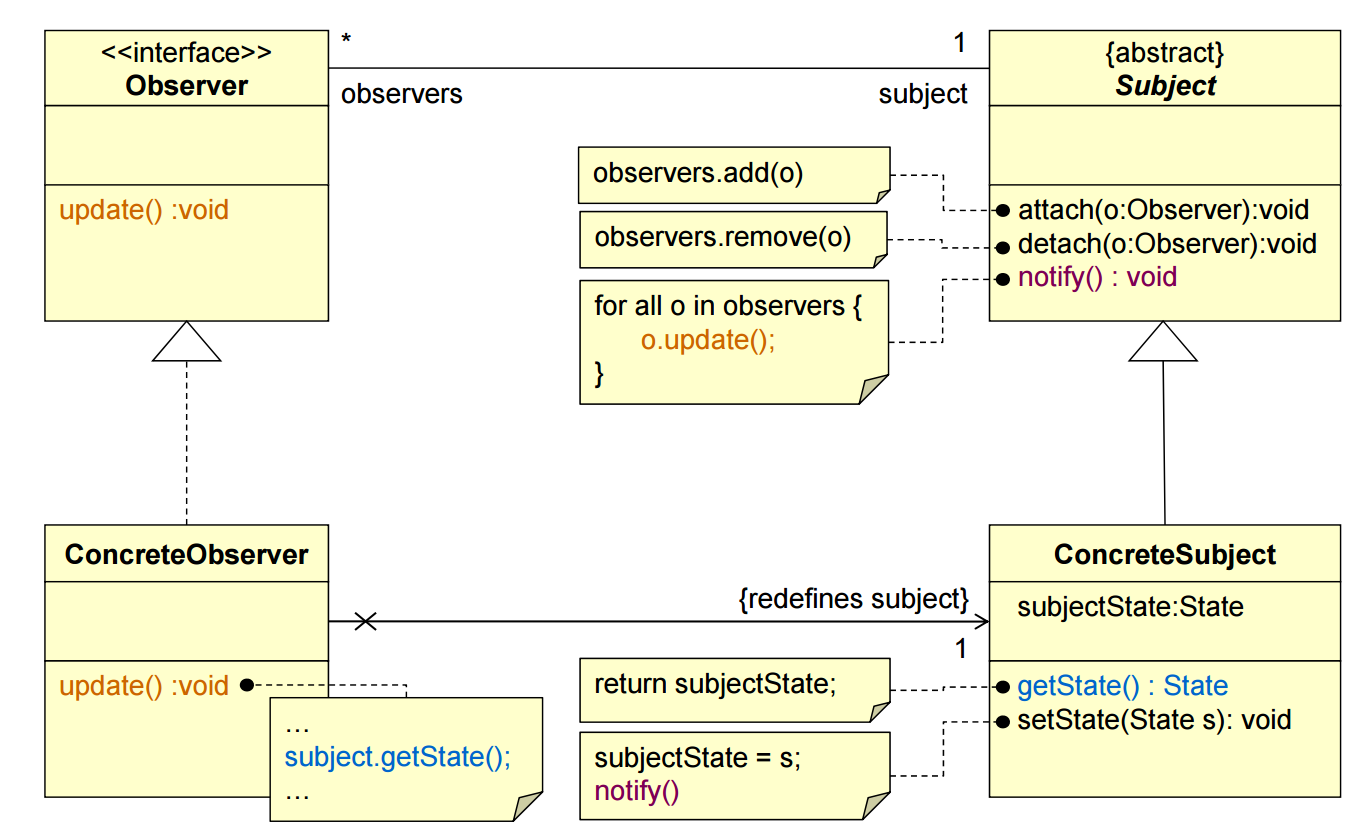 <<interface>>
Observer
update() :void
*
observers
1
subject
{abstract}
Subject
attach(o:Observer):void
detach(o:Observer):void
notify() : void
observers.add(o)
observers.remove(o)
for all o in observers {
o.update();
}
ConcreteObserver
update() :void
...
subject.getState();
...
{redefines subject}
1
ConcreteSubject
subjectState:State
getState() : State
setState(State s): void
return subjectState;
subjectState = s;
notify()